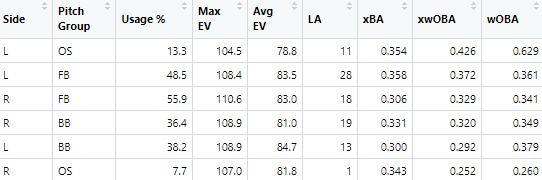 Side Pitch Group Usage % Max EV Avg EV LA xBA xwOBA wOBA
L OS 13.3 104.5 78.8 11 0.354 0.426 0.629
L FB 48.5 108.4 83.5 28 0.358 0.372 0.361
R FB 55.9 110.6 83.0 18 0.306 0.329 0.341
R BB 36.4 108.9 81.0 19 0.331 0.320 0.349
L BB 38.2 108.9 84.7 13 0.300 0.292 0.379
R OS 7.7 107.0 81.8 1 0.343 0.252 0.260